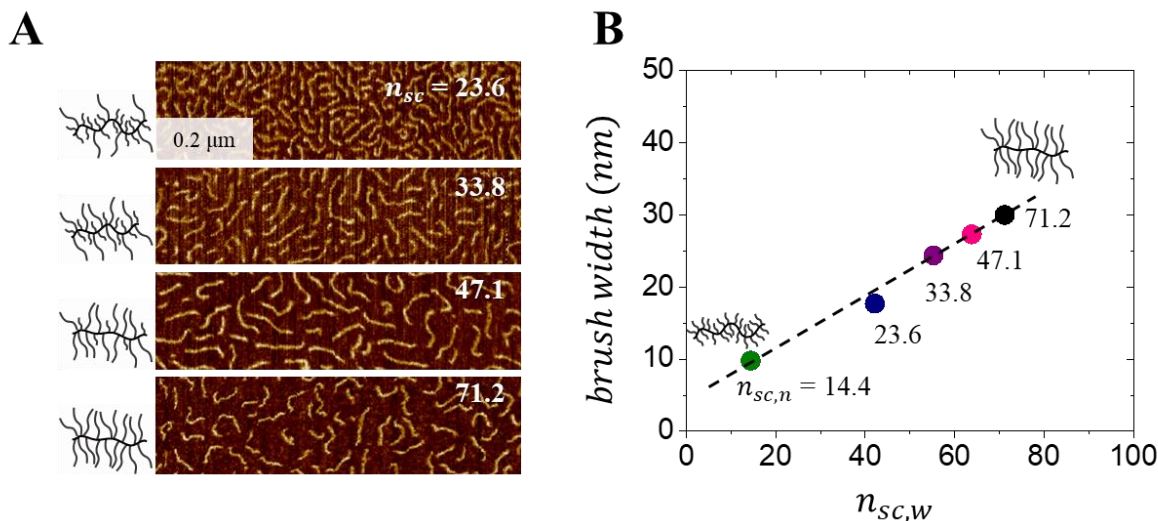 A
n_sc = 23.6
0.2 μm
33.8
47.1
71.2
B
50
40
30
20
10
0
brush width (nm)
71.2
47.1
33.8
23.6
n_sc,n = 14.4
0 20 40 60 80 100
n_sc,w